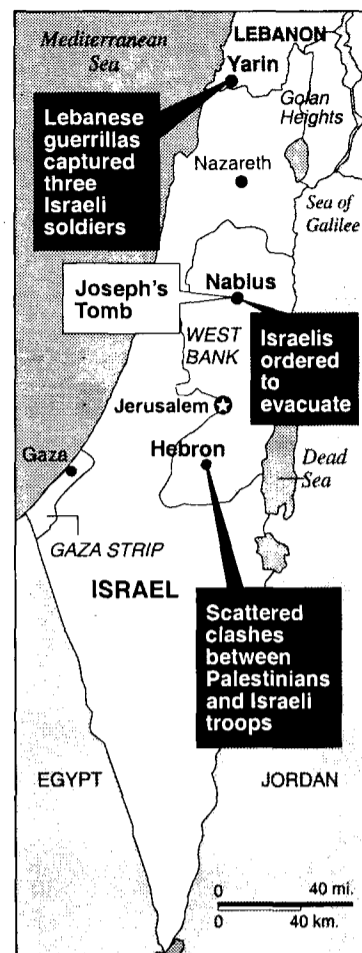 Mediterranean
Sea
LEBANON
Yarin
Golan
Heights
Lebanese
guerrillas
captured
three
Israeli
soldiers
Nazareth
Sea of
Galilee
Joseph's
Tomb
Nablus
WEST
BANK
Israelis
ordered
to
evacuate
Jerusalem
Hebron
Gaza
Dead
Sea
GAZA STRIP
ISRAEL
Scattered
clashes
between
Palestinians
and Israeli
troops
EGYPT
JORDAN
0 40 mi.
0 40 km.